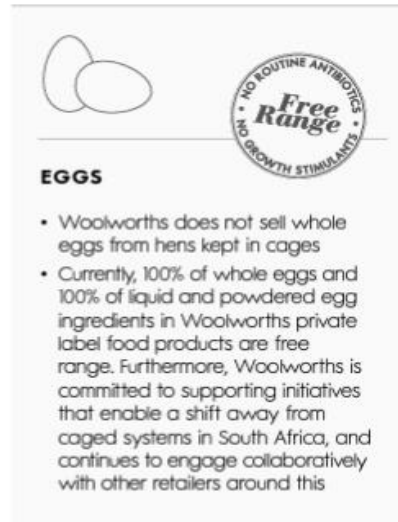 NO ROUTINE ANTIBIOTICS
Free
Range
NO GROWTH STIMULANTS
EGGS
• Woolworths does not sell whole
eggs from hens kept in cages
• Currently, 100% of whole eggs and
100% of liquid and powdered egg
ingredients in Woolworths private
label food products are free
range. Furthermore, Woolworths is
committed to supporting initiatives
that enable a shift away from
caged systems in South Africa, and
continues to engage collaboratively
with other retailers around this